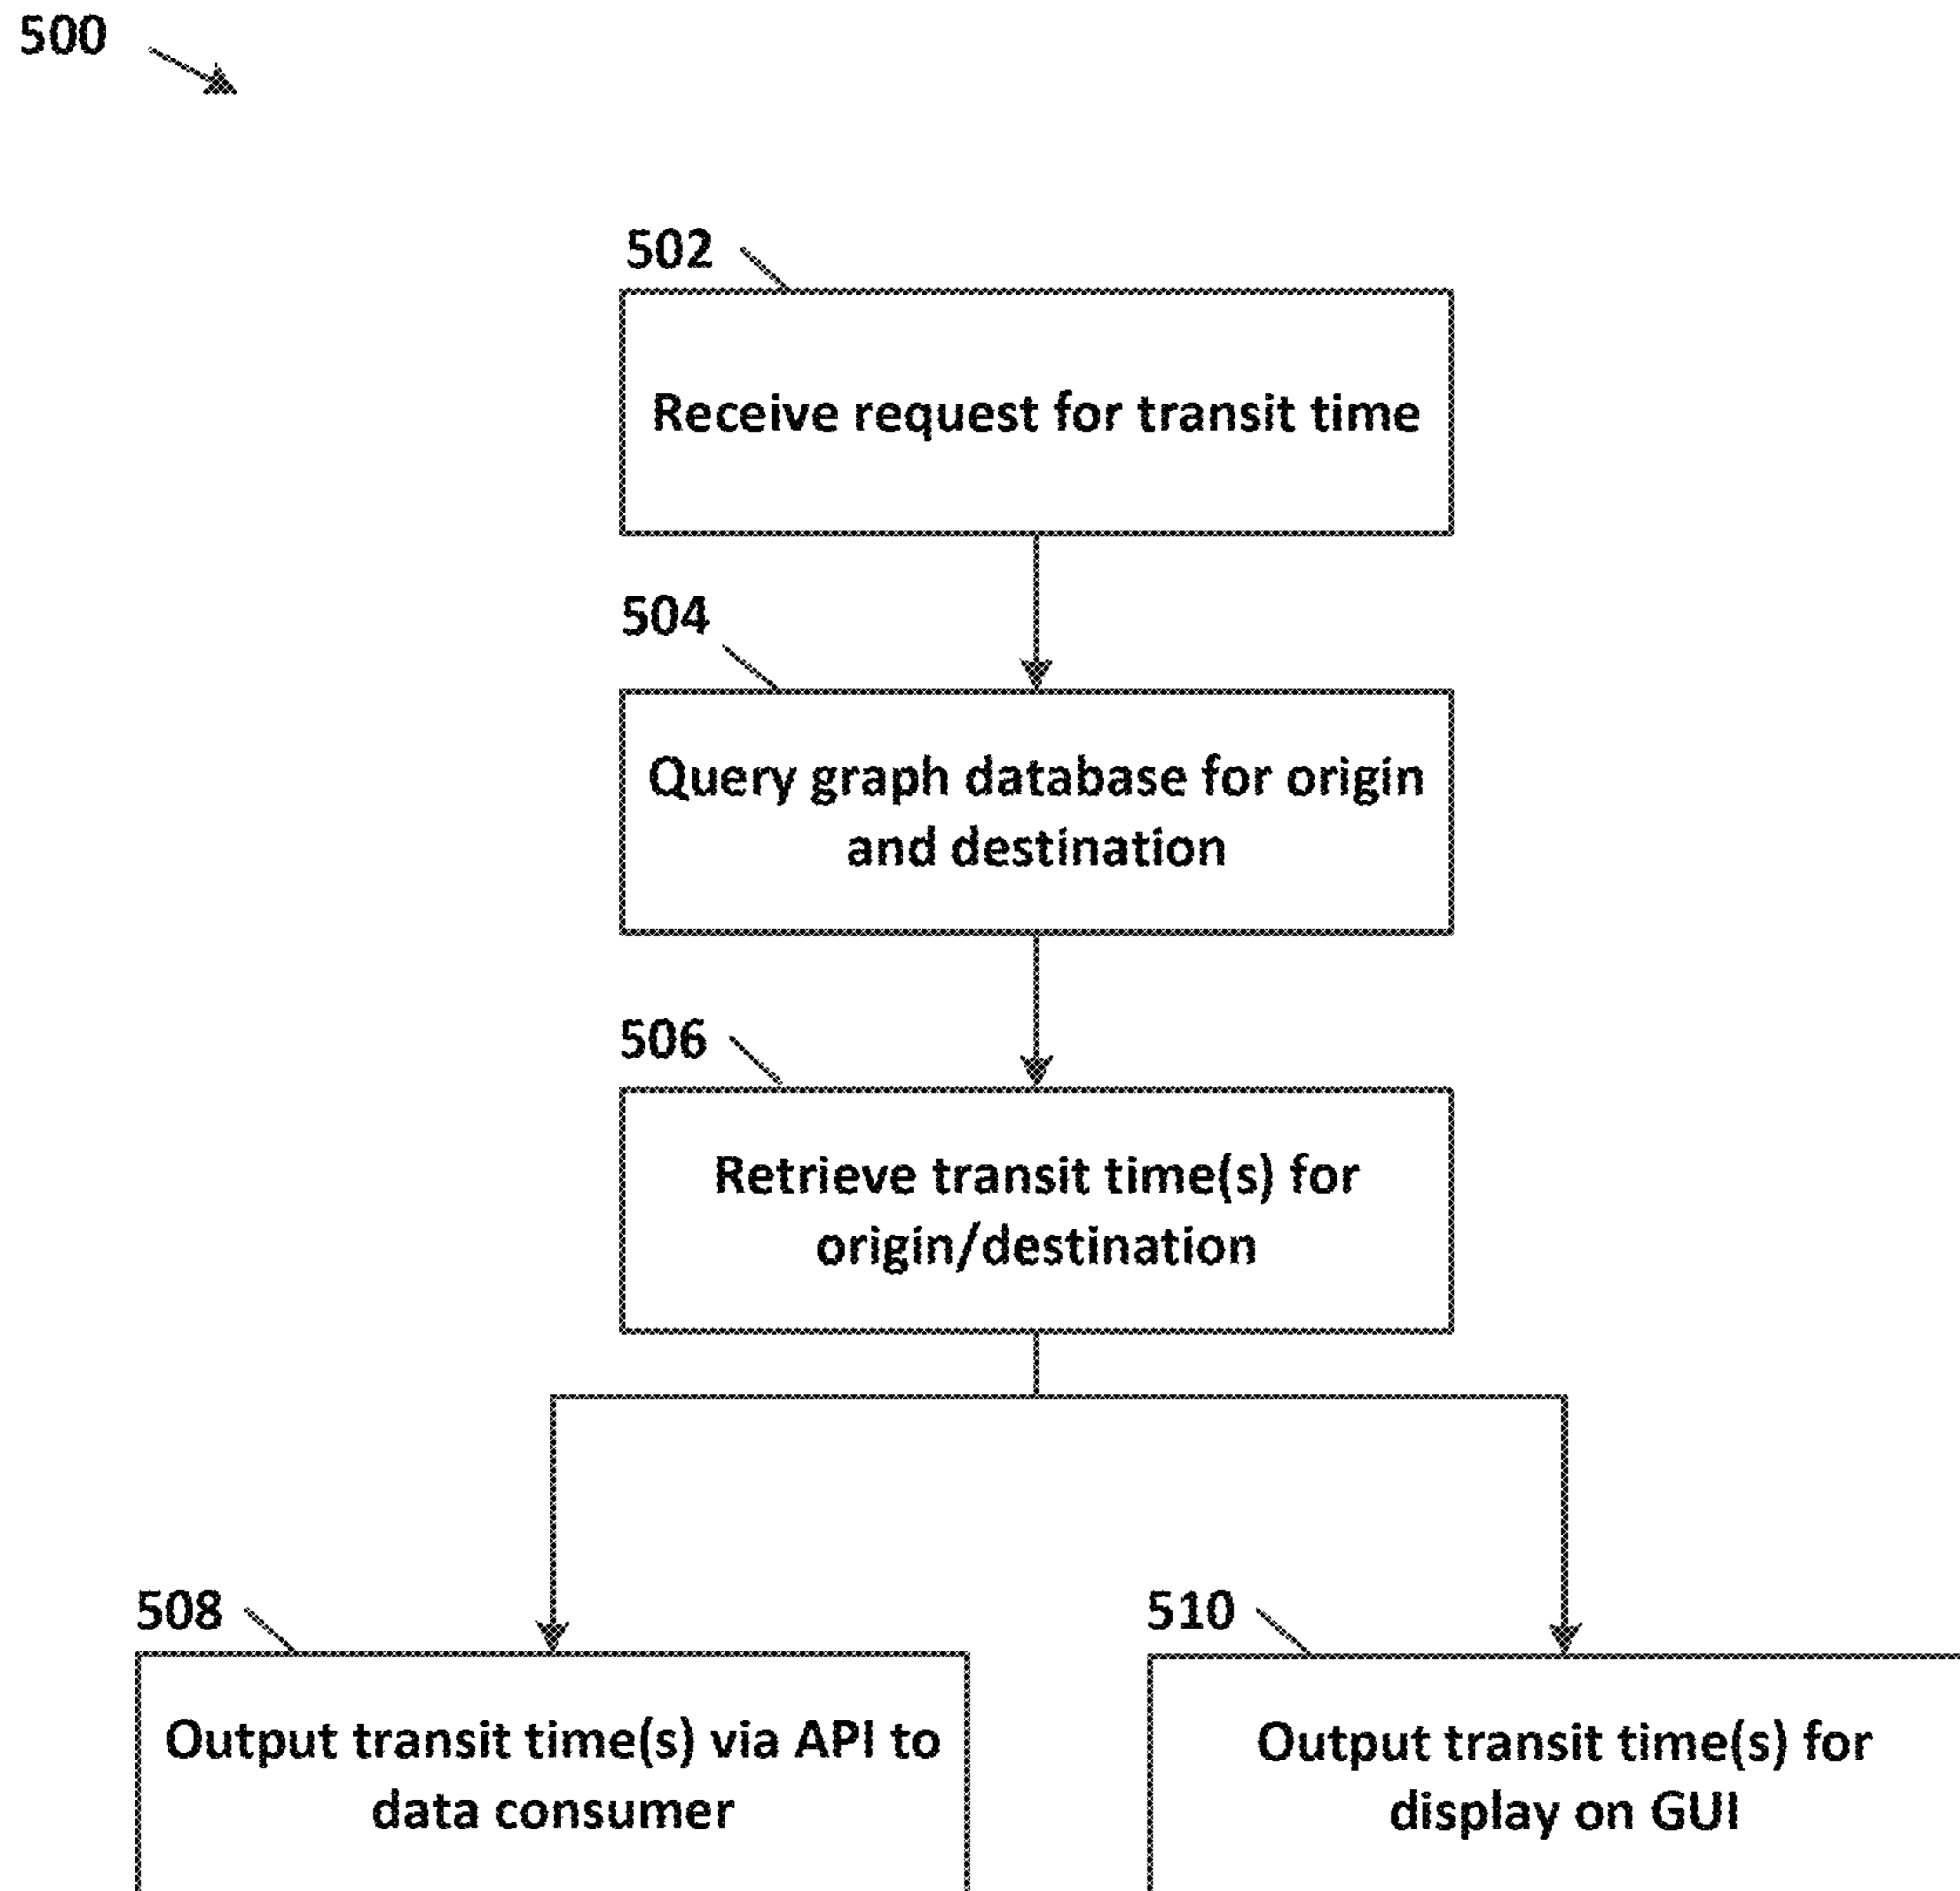 500
502
Receive request for transit time
504
Query graph database for origin
and destination
506
Retrieve transit time(s) for
origin/destination
508
Output transit time(s) via API to
data consumer
510
Output transit time(s) for
display on GUI